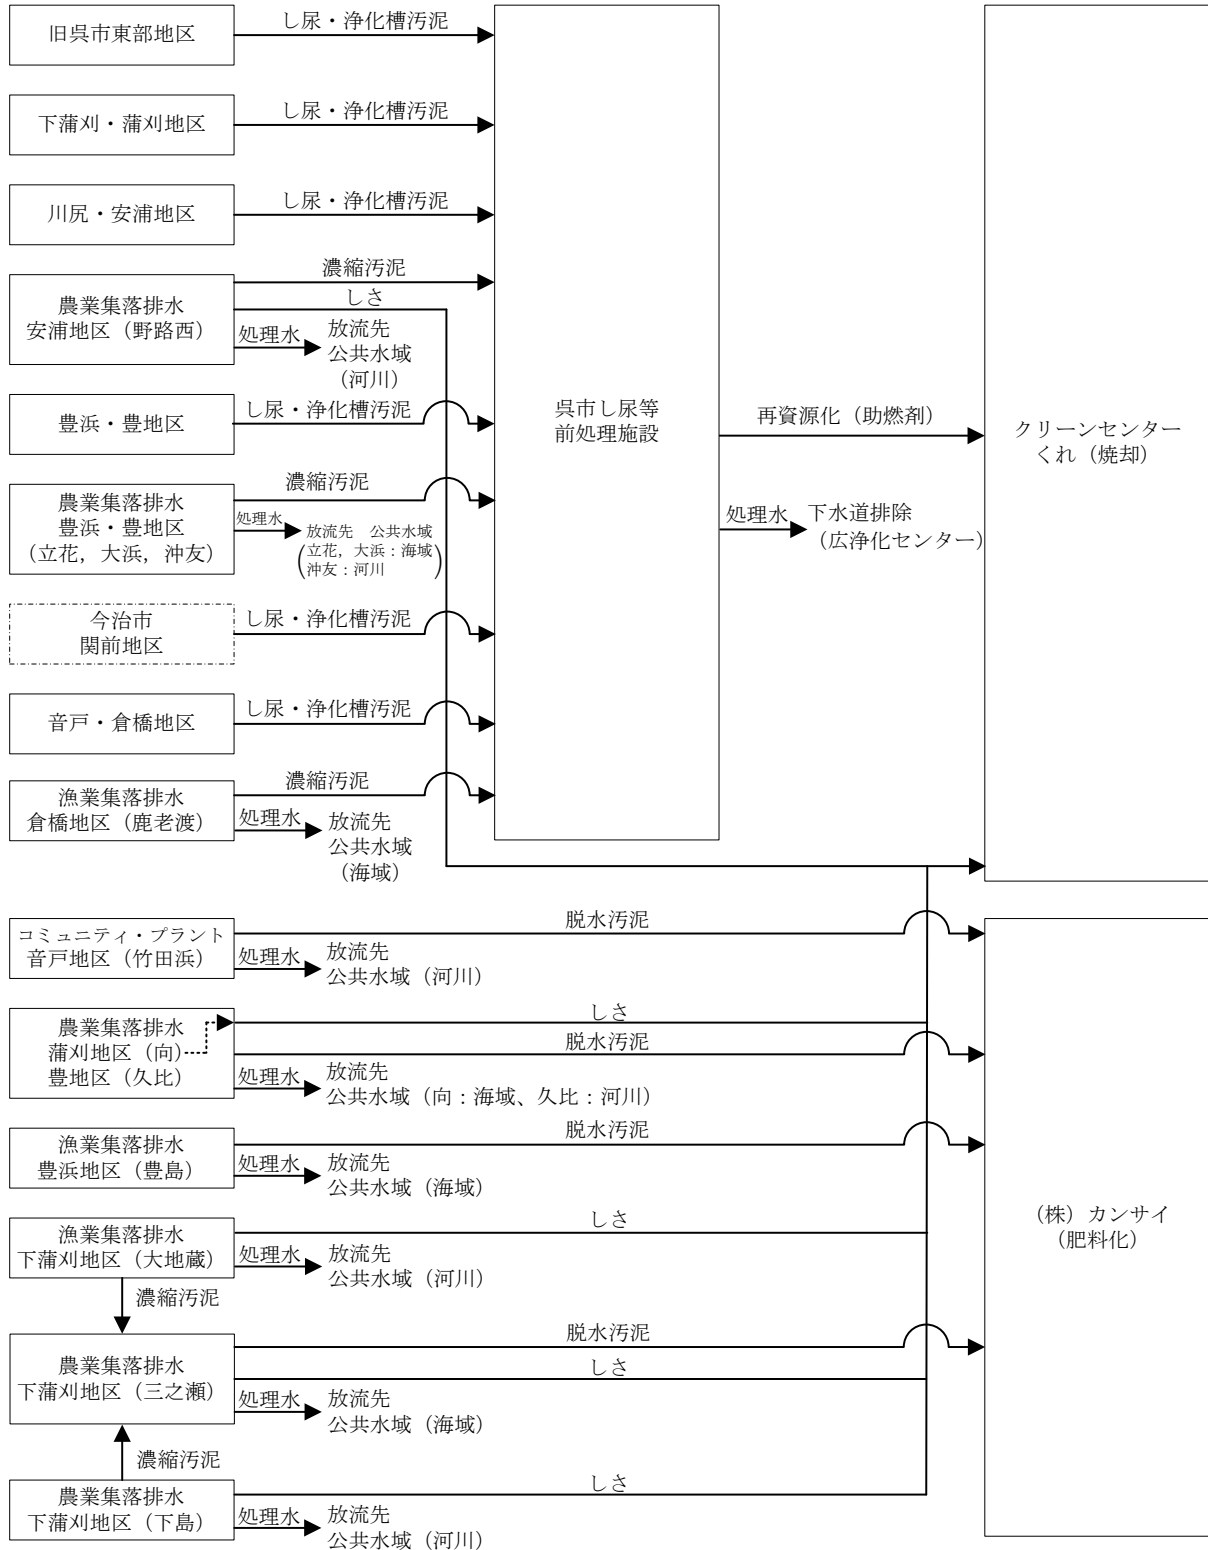 旧呉市東部地区
し尿・浄化槽汚泥
下蒲刈・蒲刈地区
し尿・浄化槽汚泥
川尻・安浦地区
し尿・浄化槽汚泥
農業集落排水
安浦地区（野路西）
濃縮汚泥
しさ
処理水
放流先
公共水域
（河川）
豊浜・豊地区
し尿・浄化槽汚泥
農業集落排水
豊浜・豊地区
（立花，大浜，沖友）
濃縮汚泥
処理水
放流先　公共水域
立花，大浜：海域
沖友：河川
今治市
関前地区
し尿・浄化槽汚泥
音戸・倉橋地区
し尿・浄化槽汚泥
漁業集落排水
倉橋地区（鹿老渡）
濃縮汚泥
処理水
放流先
公共水域
（海域）
呉市し尿等
前処理施設
再資源化（助燃剤）
処理水
下水道排除
（広浄化センター）
クリーンセンター
くれ（焼却）
コミュニティ・プラント
音戸地区（竹田浜）
脱水汚泥
処理水
放流先
公共水域（河川）
農業集落排水
蒲刈地区（向）
豊地区（久比）
しさ
脱水汚泥
処理水
放流先
公共水域（向：海域、久比：河川）
漁業集落排水
豊浜地区（豊島）
脱水汚泥
処理水
放流先
公共水域（海域）
漁業集落排水
下蒲刈地区（大地蔵）
しさ
処理水
放流先
公共水域（河川）
濃縮汚泥
農業集落排水
下蒲刈地区（三之瀬）
脱水汚泥
しさ
処理水
放流先
公共水域（海域）
濃縮汚泥
農業集落排水
下蒲刈地区（下島）
しさ
処理水
放流先
公共水域（河川）
（株）カンサイ
（肥料化）